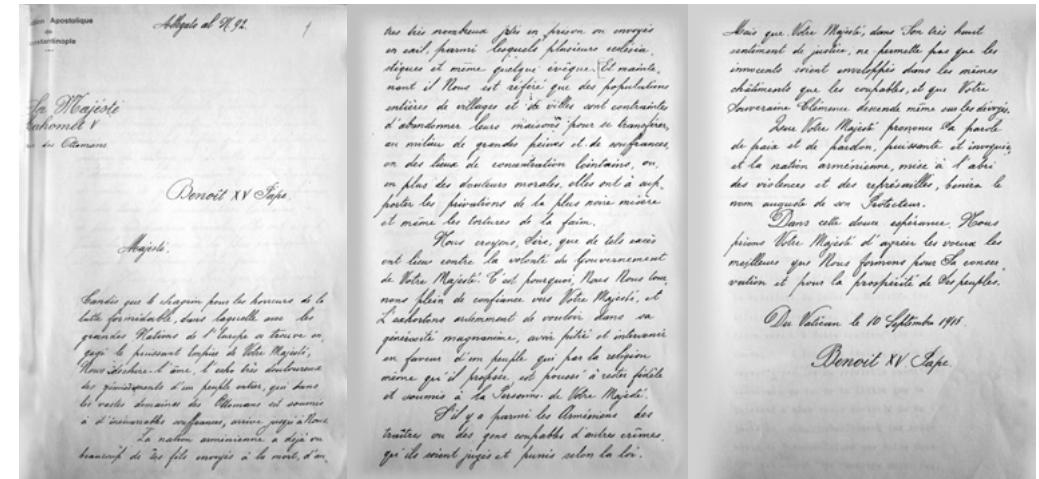 Apostolique
de
Allegato al N. 92.
Sa Majesté
Mahomet V
des Ottomans
Benoit XV Pape.
Majesté.
Tandis que le chagrin pour les horreurs de la
lutte formidable, dans laquelle avec les
grandes Nations de l'Europe se trouve en,
gagé le puissant Empire de Votre Majesté,
Nous déchire l'âme, l'echo très douloureux
des gémissements d'un peuple entier, qui dans
les vastes domaines des Ottomans est soumis
à d'inénarrables souffrances, arrive jusqu'à Nous.
La nation arménienne a déjà vu
beaucoup de ses fils envoyés à la mort, d'au,
tres très nombreux jetés en prison ou envoyés
en exil, parmi lesquels plusieurs ecclésia,
stiques et même quelque évêque. Et mainte,
nant il Nous est référé que des populations
entières de villages et de villes sont contraintes
d'abandonner leurs maisons pour se transférer,
au milieu de grandes peines et de souffrances,
en des lieux de concentration lointains, ou,
en plus des douleurs morales, elles ont à sup,
porter les privations de la plus noire misère
et même les tortures de la faim.
Nous croyons, Sire, que de tels excès
ont lieu contre la volonté du Gouvernement
de Votre Majesté. C'est pourquoi, Nous Nous tour,
nons plein de confiance vers Votre Majesté, et
L'exhortons ardemment de vouloir dans sa
générosité magnanime, avoir pitié et intervenir
en faveur d'un peuple qui par la religion
même qu'il professe, est poussé à rester fidèle
et soumis à la Personne de Votre Majesté.
S'il y a parmi les Arméniens des
traîtres ou des gens coupables d'autres crimes,
qu'ils soient jugés et punis selon la loi.
Mais que Votre Majesté, dans Son très haut
sentiment de justice, ne permette pas que les
innocents soient enveloppés dans les mêmes
châtiments que les coupables, et que Votre
Souveraine Clémence descende même sur les
Que Votre Majesté prononce Sa parole
de paix et de pardon, puissante et invoquée,
et la nation arménienne, mise à l'abri
des violences et des représailles, bénira le
nom auguste de son Protecteur.
Dans cette douce espérance, Nous
prions Votre Majesté d'agréer les voeux les
meilleurs que Nous formons pour Sa conser,
vation et pour la prospérité de Ses peuples.
Du Vatican le 10 Septembre 1915.
Benoit XV Pape.